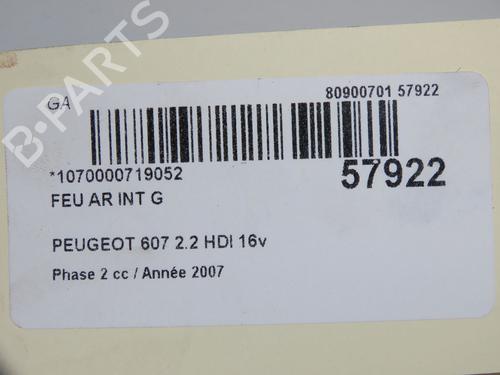 GA
80900701 57922
*1070000719052
57922
FEU AR INT G
PEUGEOT 607 2.2 HDI 16v
Phase 2 cc / Année 2007
B-PARTS